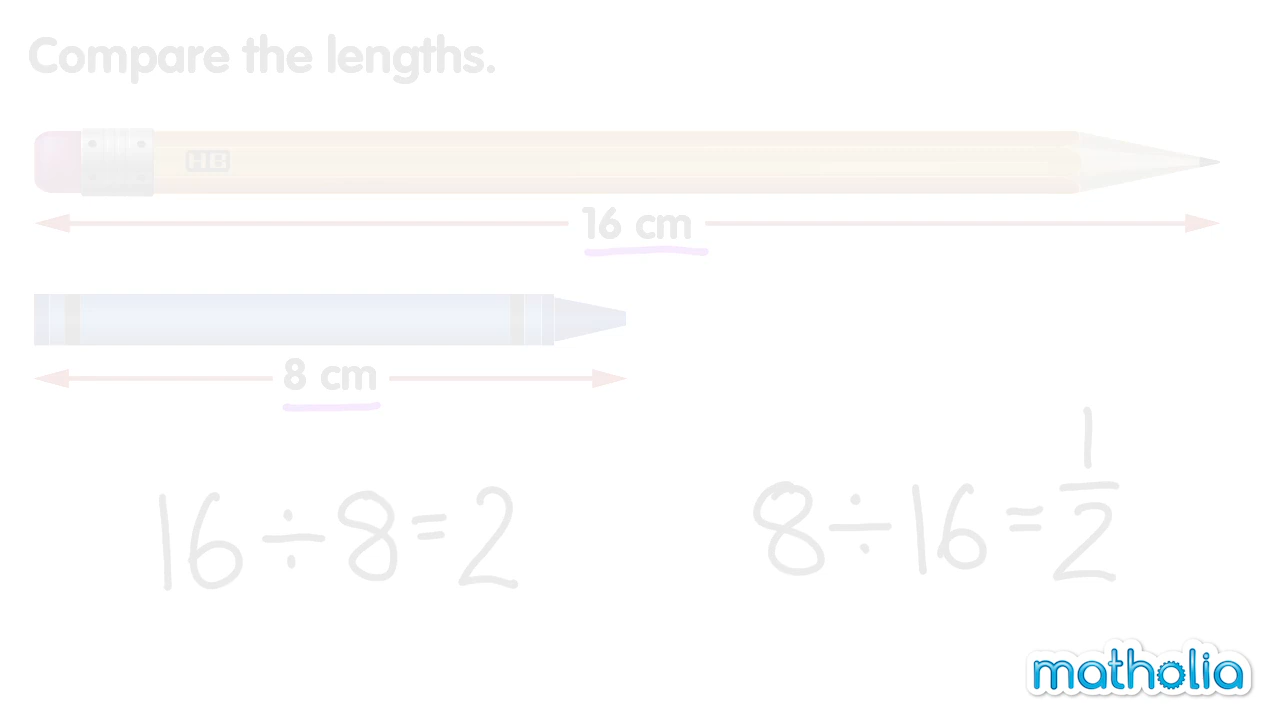 Compare the lengths.
HB
16 cm
8 cm
16 ÷ 8 = 2
8 ÷ 16 = 1/2
matholia